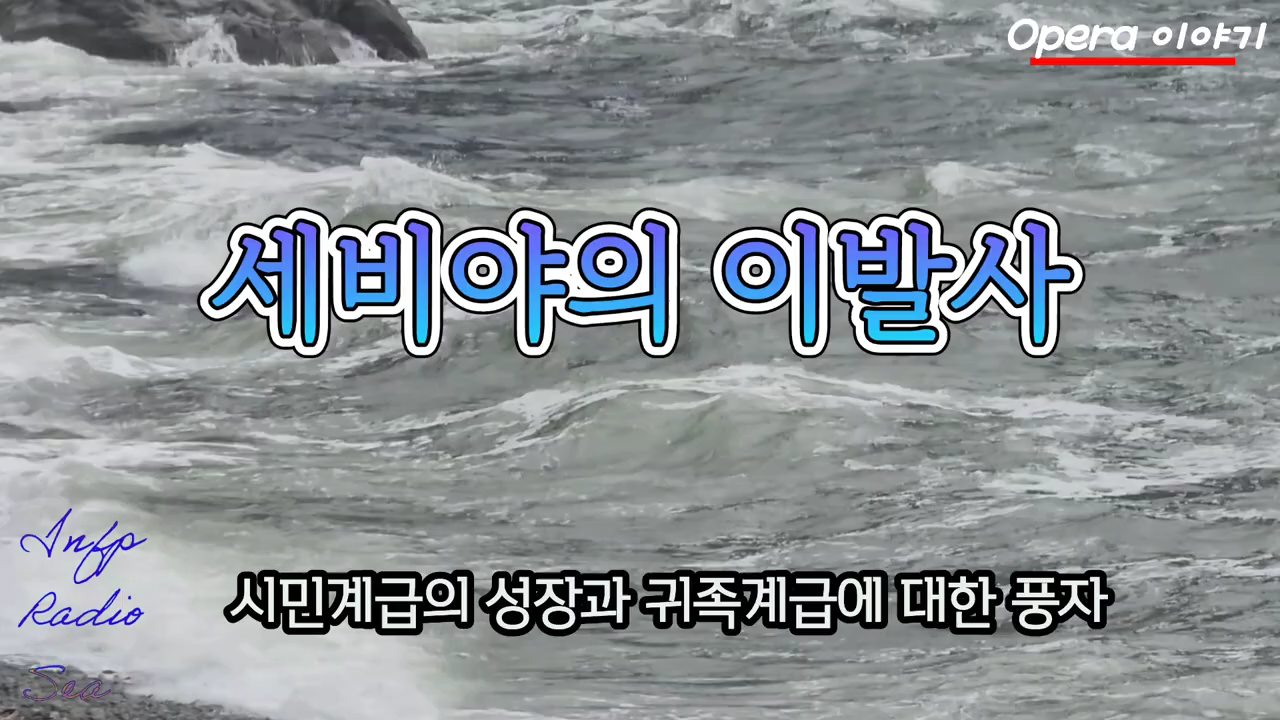 Opera 이야기
세비야의 이발사
Infp
Radio
Sea
시민계급의 성장과 귀족계급에 대한 풍자